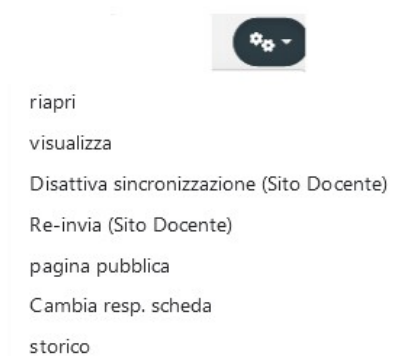 riapri
visualizza
Disattiva sincronizzazione (Sito Docente)
Re-invia (Sito Docente)
pagina pubblica
Cambia resp. scheda
storico